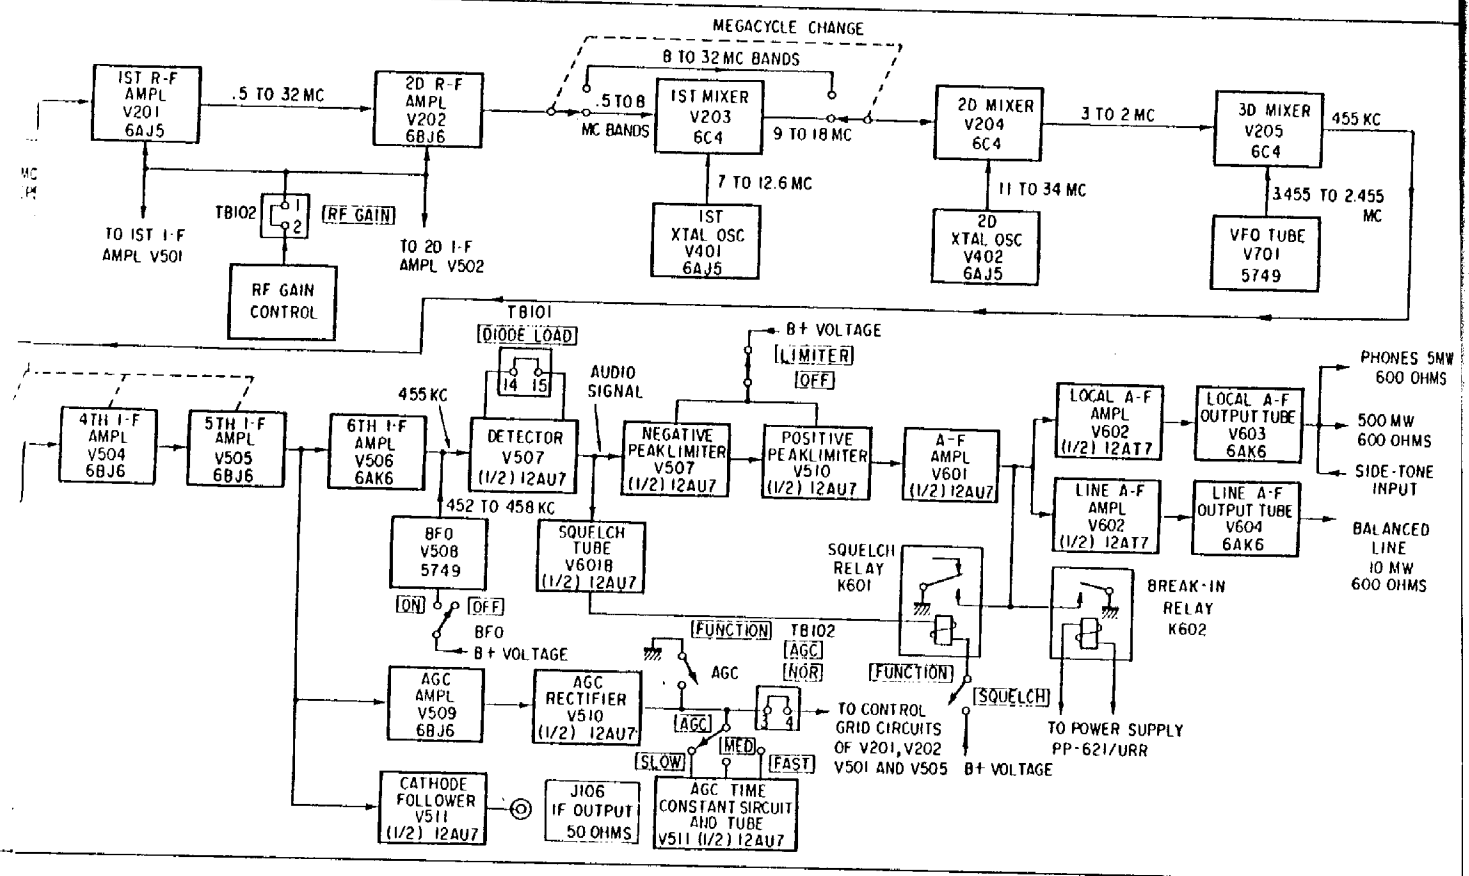 MEGACYCLE CHANGE
8 TO 32 MC BANDS
1ST R-F
AMPL
V201
6AJ5
.5 TO 32 MC
2D R-F
AMPL
V202
6BJ6
.5 TO 8
MC BANDS
1ST MIXER
V203
6C4
9 TO 18 MC
2D MIXER
V204
6C4
3 TO 2 MC
3D MIXER
V205
6C4
455 KC
MC
7 TO 12.6 MC
11 TO 34 MC
3.455 TO 2.455
MC
TB102
1
2
RF GAIN
TO 1ST I-F
AMPL V501
TO 2D I-F
AMPL V502
RF GAIN
CONTROL
1ST
XTAL OSC
V401
6AJ5
2D
XTAL OSC
V402
6AJ5
VFO TUBE
V701
5749
TB101
DIODE LOAD
14 15
B+ VOLTAGE
LIMITER
OFF
AUDIO
SIGNAL
455 KC
PHONES 5MW
600 OHMS
4TH I-F
AMPL
V504
6BJ6
5TH I-F
AMPL
V505
6BJ6
6TH I-F
AMPL
V506
6AK6
DETECTOR
V507
(1/2) 12AU7
NEGATIVE
PEAKLIMITER
V507
(1/2) 12AU7
POSITIVE
PEAKLIMITER
V510
(1/2) 12AU7
A-F
AMPL
V601
(1/2) 12AU7
LOCAL A-F
AMPL
V602
(1/2) 12AT7
LOCAL A-F
OUTPUT TUBE
V603
6AK6
500 MW
600 OHMS
SIDE-TONE
INPUT
LINE A-F
AMPL
V602
(1/2) 12AT7
LINE A-F
OUTPUT TUBE
V604
6AK6
BALANCED
LINE
10 MW
600 OHMS
452 TO 458 KC
BFO
V508
5749
SQUELCH
TUBE
V601B
(1/2) 12AU7
SQUELCH
RELAY
K601
BREAK-IN
RELAY
K602
ON
OFF
BFO
B+ VOLTAGE
FUNCTION
TB102
AGC
NOR
AGC
FUNCTION
SQUELCH
AGC
AMPL
V509
6BJ6
AGC
RECTIFIER
V510
(1/2) 12AU7
3 4
AGC
SLOW
MED
FAST
TO CONTROL
GRID CIRCUITS
OF V201, V202
V501 AND V505
B+ VOLTAGE
TO POWER SUPPLY
PP-621/URR
CATHODE
FOLLOWER
V511
(1/2) 12AU7
J106
IF OUTPUT
50 OHMS
AGC TIME
CONSTANT SIRCUIT
AND TUBE
V511 (1/2) 12AU7